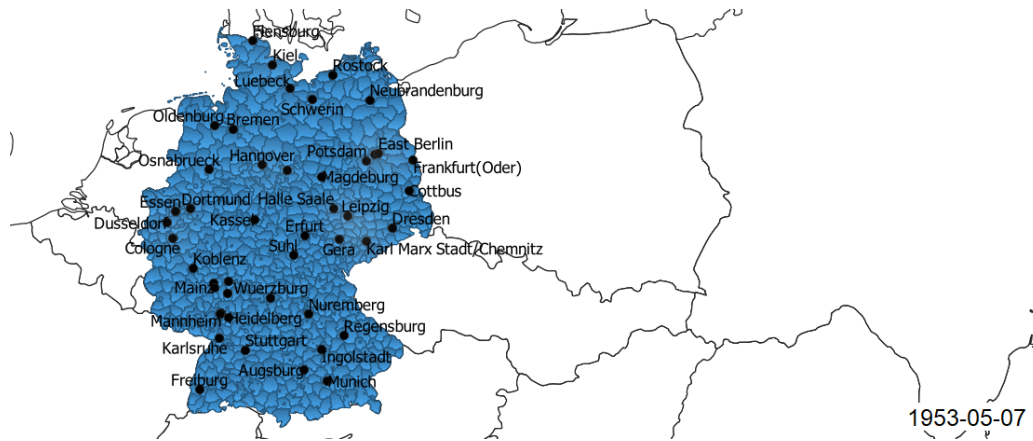 Flensburg
Kiel
Rostock
Luebeck
Neubrandenburg
Schwerin
Oldenburg
Bremen
East Berlin
Potsdam
Hannover
Osnabrueck
Frankfurt(Oder)
Magdeburg
Cottbus
Essen
Dortmund
Halle Saale
Leipzig
Dusseldorf
Kassel
Erfurt
Dresden
Cologne
Suhl
Gera
Karl Marx Stadt/Chemnitz
Koblenz
Mainz
Wuerzburg
Nuremberg
Mannheim
Heidelberg
Regensburg
Karlsruhe
Stuttgart
Ingolstadt
Augsburg
Freiburg
Munich
1953-05-07